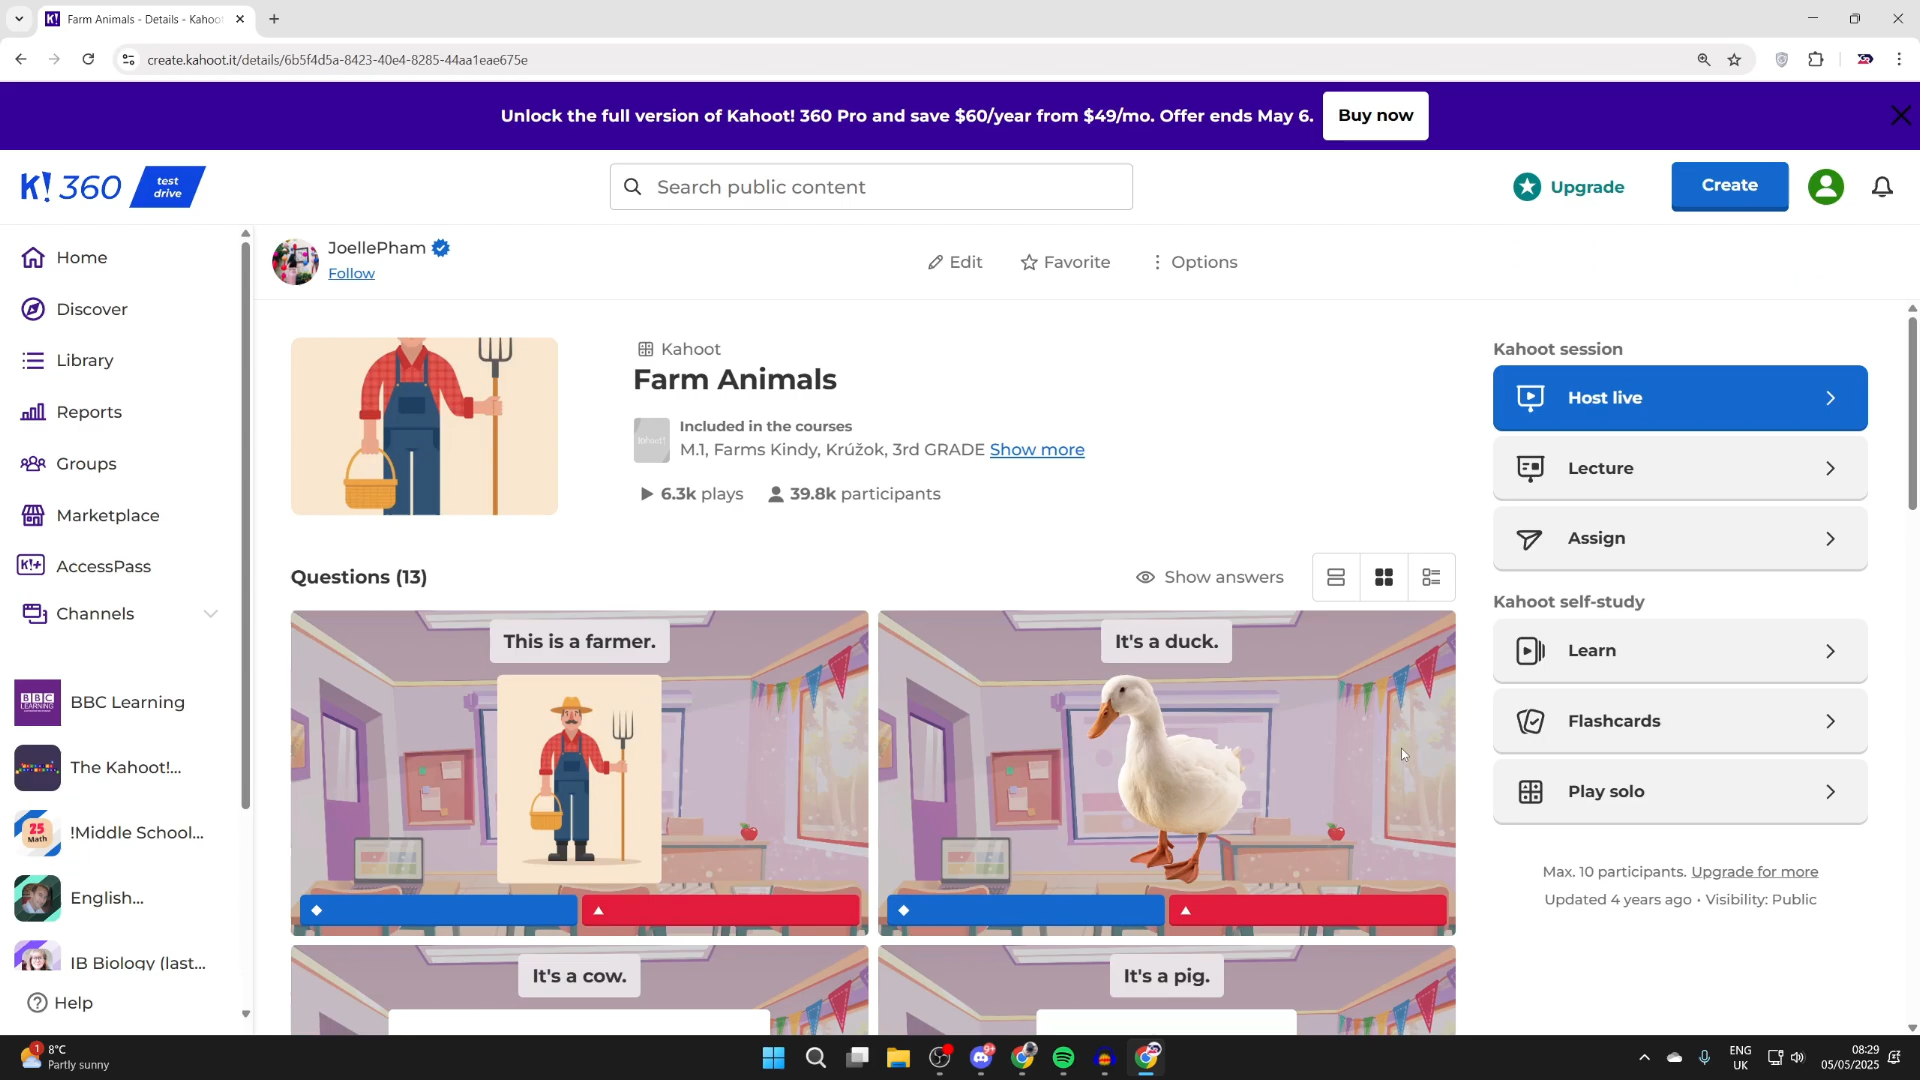 Farm Animals - Details - Kahoo
create.kahoot.it/details/6b5f4d5a-8423-40e4-8285-44aa1eae675e
Unlock the full version of Kahoot! 360 Pro and save $60/year from $49/mo. Offer ends May 6.
Buy now
K! 360
test
drive
Search public content
Upgrade
Create
Home
Discover
Library
Reports
Groups
Marketplace
K!+
AccessPass
Channels
BBC
LEARNING
BBC Learning
The Kahoot!...
25
Math
!Middle School...
English...
IB Biology (last...
Help
JoellePham
Follow
Edit
Favorite
Options
Kahoot
Farm Animals
Kahoot!
Included in the courses
M.1, Farms Kindy, Krúžok, 3rd GRADE Show more
6.3k plays
39.8k participants
Questions (13)
Show answers
This is a farmer.
It's a duck.
It's a cow.
It's a pig.
Kahoot session
Host live
Lecture
Assign
Kahoot self-study
Learn
Flashcards
Play solo
Max. 10 participants. Upgrade for more
Updated 4 years ago • Visibility: Public
1
8°C
Partly sunny
9+
ENG
UK
08:29
05/05/2025